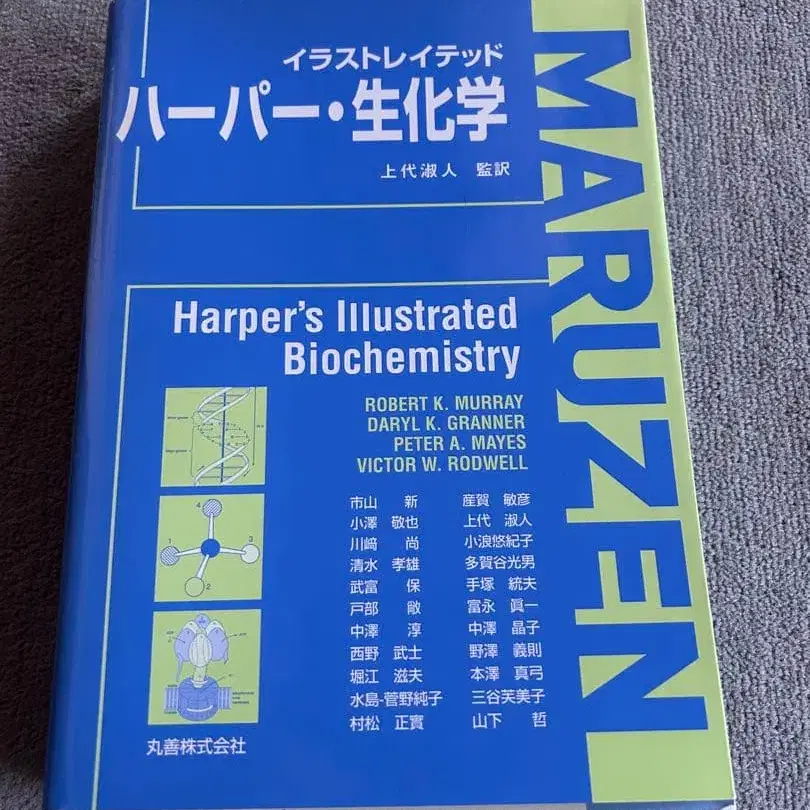 イラストレイテッド
ハーパー・生化学
上代淑人 監訳
MARUZEN
Harper's Illustrated
Biochemistry
ROBERT K. MURRAY
DARYL K. GRANNER
PETER A. MAYES
VICTOR W. RODWELL
市山 新 産賀 敏彦
小澤 敬也 上代 淑人
川﨑 尚 小浪悠紀子
清水 孝雄 多賀谷光男
武富 保 手塚 統夫
戸部 敞 富永 眞一
中澤 淳 中澤 晶子
西野 武士 野澤 義則
堀江 滋夫 本澤 真弓
水島-菅野純子 三谷芙美子
村松 正實 山下 哲
4
1
3
2
丸善株式会社